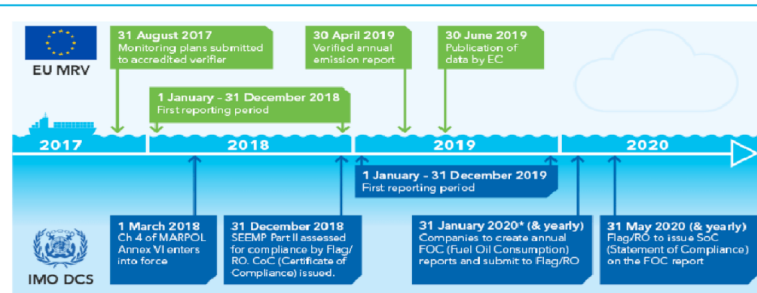 EU MRV
31 August 2017
Monitoring plans submitted
to accredited verifier
30 April 2019
Verified annual
emission report
30 June 2019
Publication of
data by EC
1 January - 31 December 2018
First reporting period
2017
2018
2019
2020
1 January - 31 December 2019
First reporting period
IMO DCS
1 March 2018
Ch 4 of MARPOL
Annex VI enters
into force
31 December 2018
SEEMP Part II assessed
for compliance by Flag/
RO. CoC (Certificate of
Compliance) issued.
31 January 2020* (& yearly)
Companies to create annual
FOC (Fuel Oil Consumption)
reports and submit to Flag/RO
31 May 2020 (& yearly)
Flag/RO to issue SoC
(Statement of Compliance)
on the FOC report